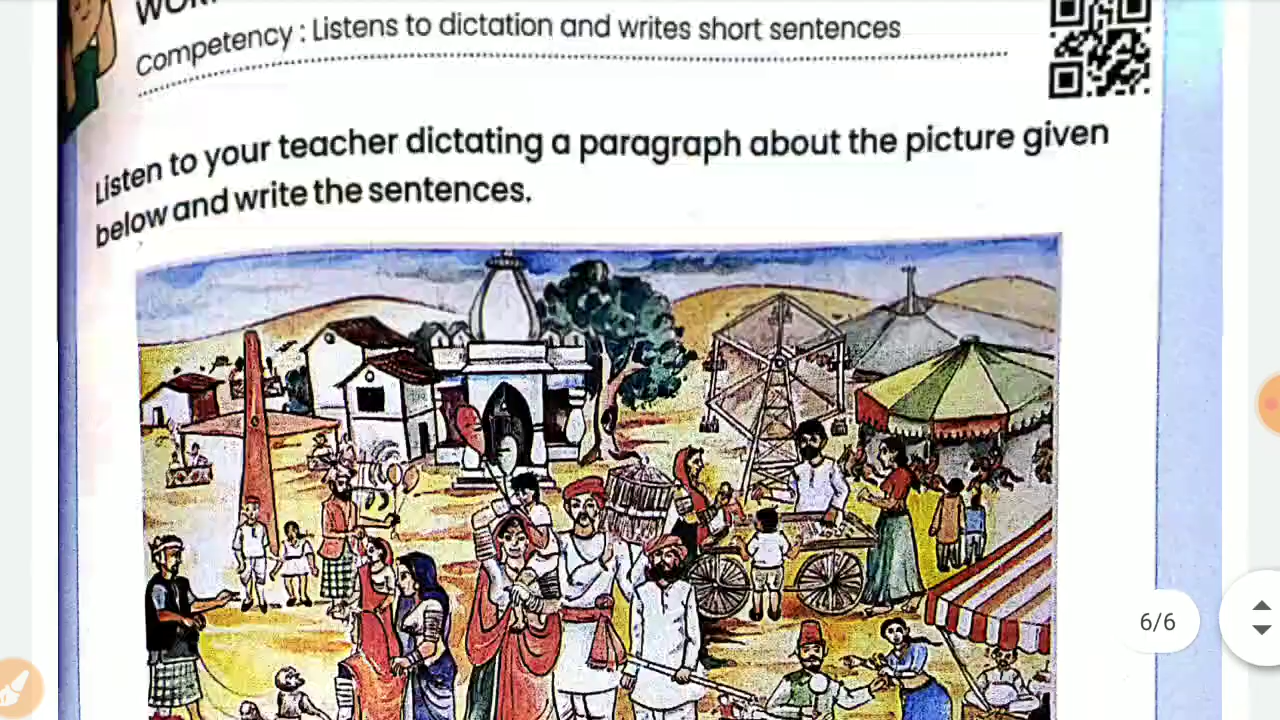 Competency : Listens to dictation and writes short sentences
Listen to your teacher dictating a paragraph about the picture given
below and write the sentences.
6/6